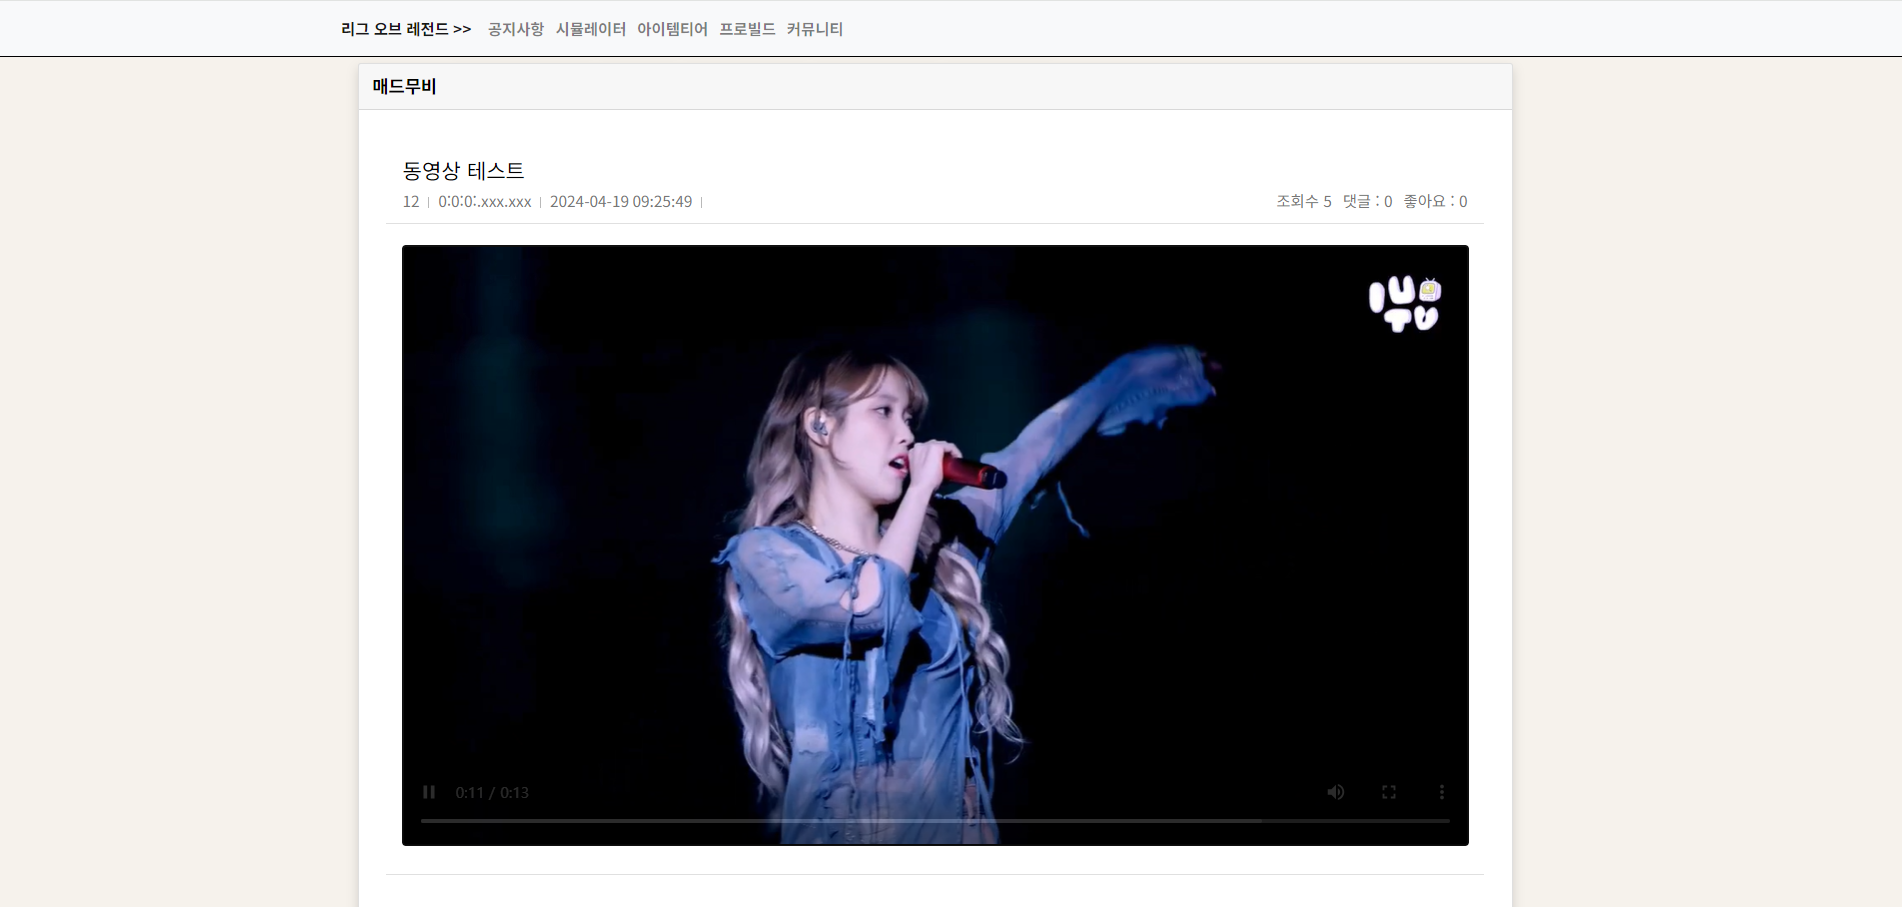 리그 오브 레전드 >> 공지사항 시뮬레이터 아이템티어 프로빌드 커뮤니티
매드무비
동영상 테스트
12 | 0:0:0:.xxx.xxx | 2024-04-19 09:25:49 | 조회수 5 댓글 : 0 좋아요 : 0
IU
TV
0:11 / 0:13